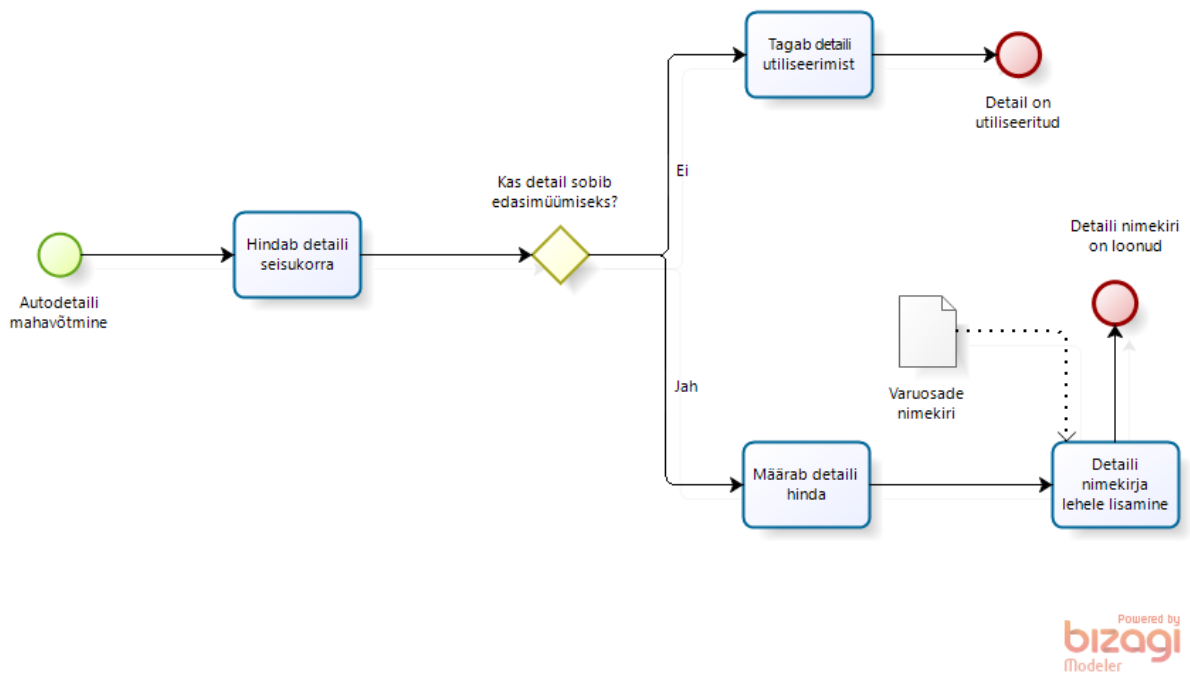 Tagab detaili
utiliseerimist
Detail on
utiliseeritud
Ei
Kas detail sobib
edasimüümiseks?
Hindab detaili
seisukorra
Autodetaili
mahavõtmine
Detaili nimekiri
on loonud
Jah
Varuosade
nimekiri
Määrab detaili
hinda
Detaili
nimekirja
lehele lisamine
Powered by
bizagi
Modeler